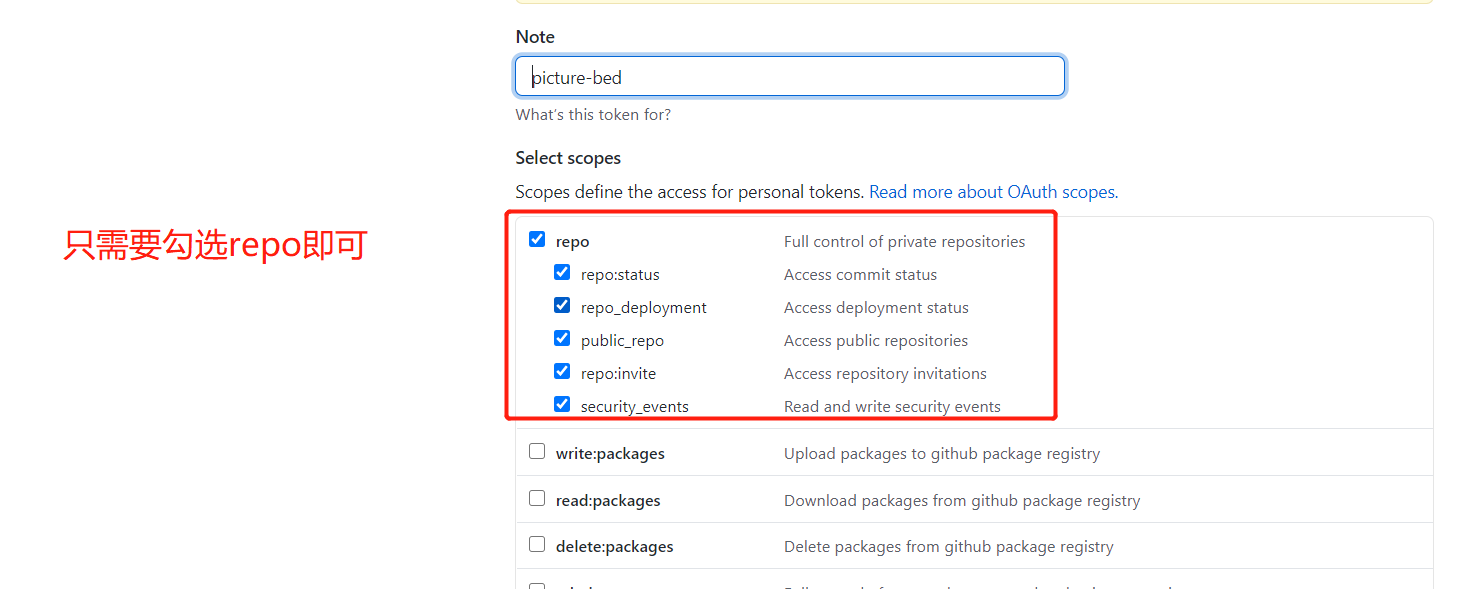 Note
picture-bed
What's this token for?
Select scopes
Scopes define the access for personal tokens. Read more about OAuth scopes.
只需要勾选repo即可
repo Full control of private repositories
repo:status Access commit status
repo_deployment Access deployment status
public_repo Access public repositories
repo:invite Access repository invitations
security_events Read and write security events
write:packages Upload packages to github package registry
read:packages Download packages from github package registry
delete:packages Delete packages from github package registry